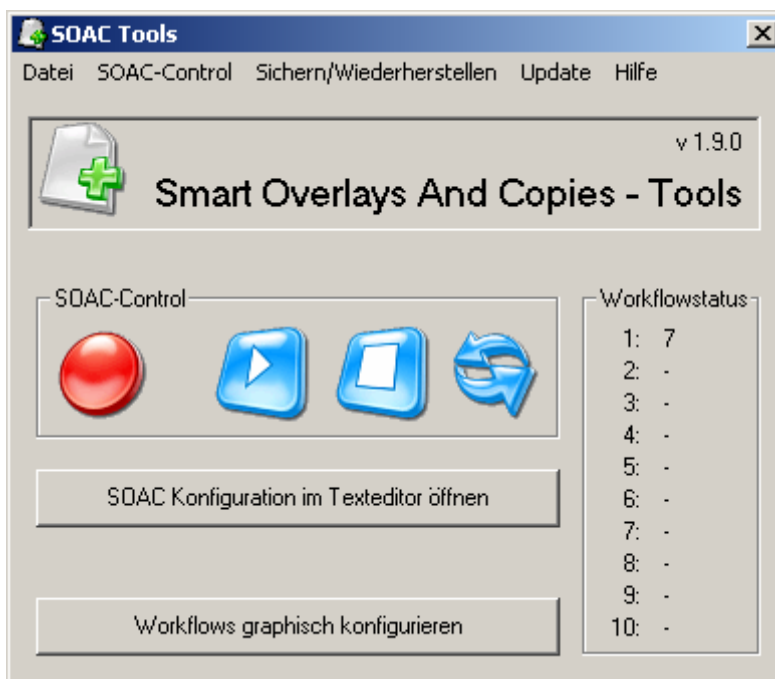 SOAC Tools
Datei SOAC-Control Sichern/Wiederherstellen Update Hilfe
v 1.9.0
Smart Overlays And Copies - Tools
SOAC-Control
SOAC Konfiguration im Texteditor öffnen
Workflows graphisch konfigurieren
Workflowstatus
1: 7
2: -
3: -
4: -
5: -
6: -
7: -
8: -
9: -
10: -